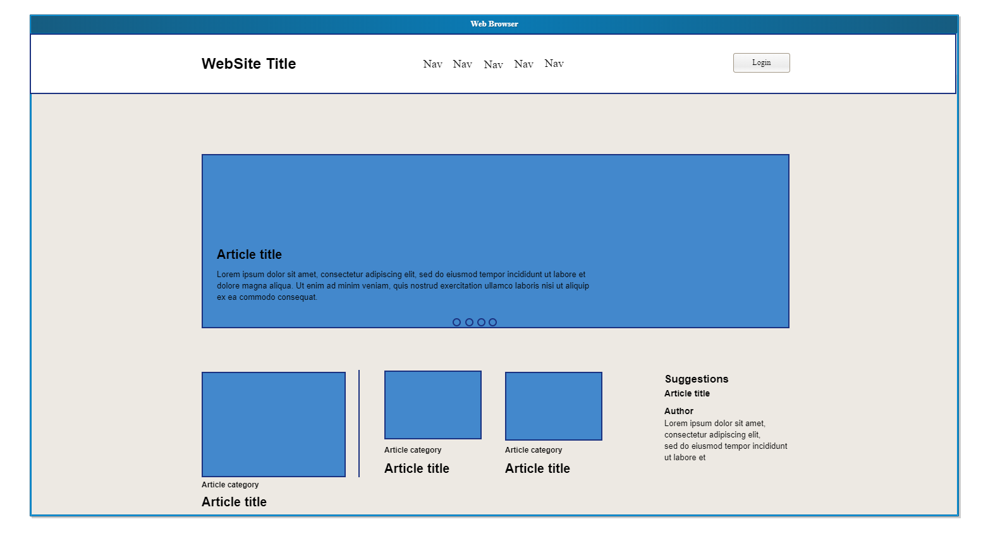 Web Browser
WebSite Title
Nav Nav Nav Nav Nav
Login
Article title
Lorem ipsum dolor sit amet, consectetur adipiscing elit, sed do eiusmod tempor incididunt ut labore et
dolore magna aliqua. Ut enim ad minim veniam, quis nostrud exercitation ullamco laboris nisi ut aliquip
ex ea commodo consequat.
Article category
Article title
Article category
Article title
Article category
Article title
Suggestions
Article title
Author
Lorem ipsum dolor sit amet,
consectetur adipiscing elit,
sed do eiusmod tempor incididunt
ut labore et